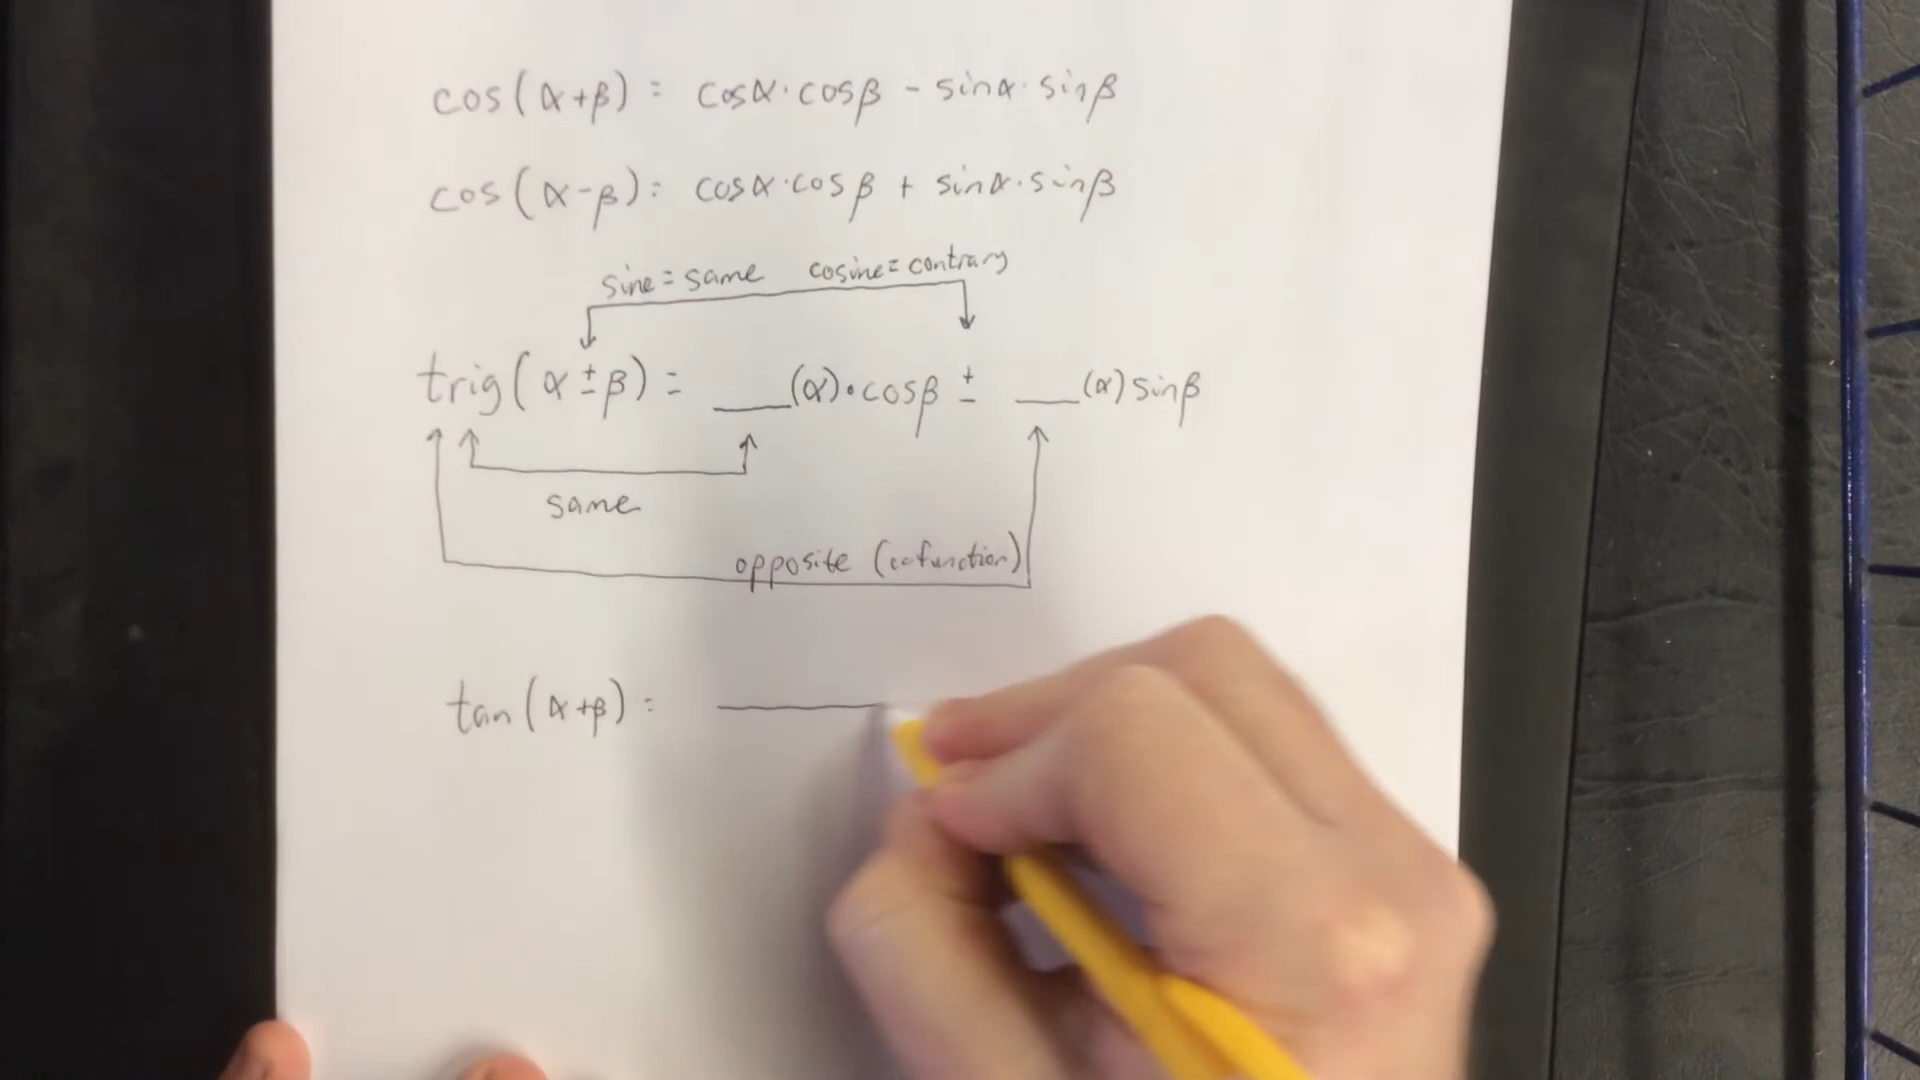 cos(α+β) = cosα·cosβ - sinα·sinβ
cos(α-β) = cosα·cosβ + sinα·sinβ
sine = same cosine = contrary
trig(α ± β) = ___(α)·cosβ ± ___(α) sinβ
same
opposite (cofunction)
tan(α+β) =